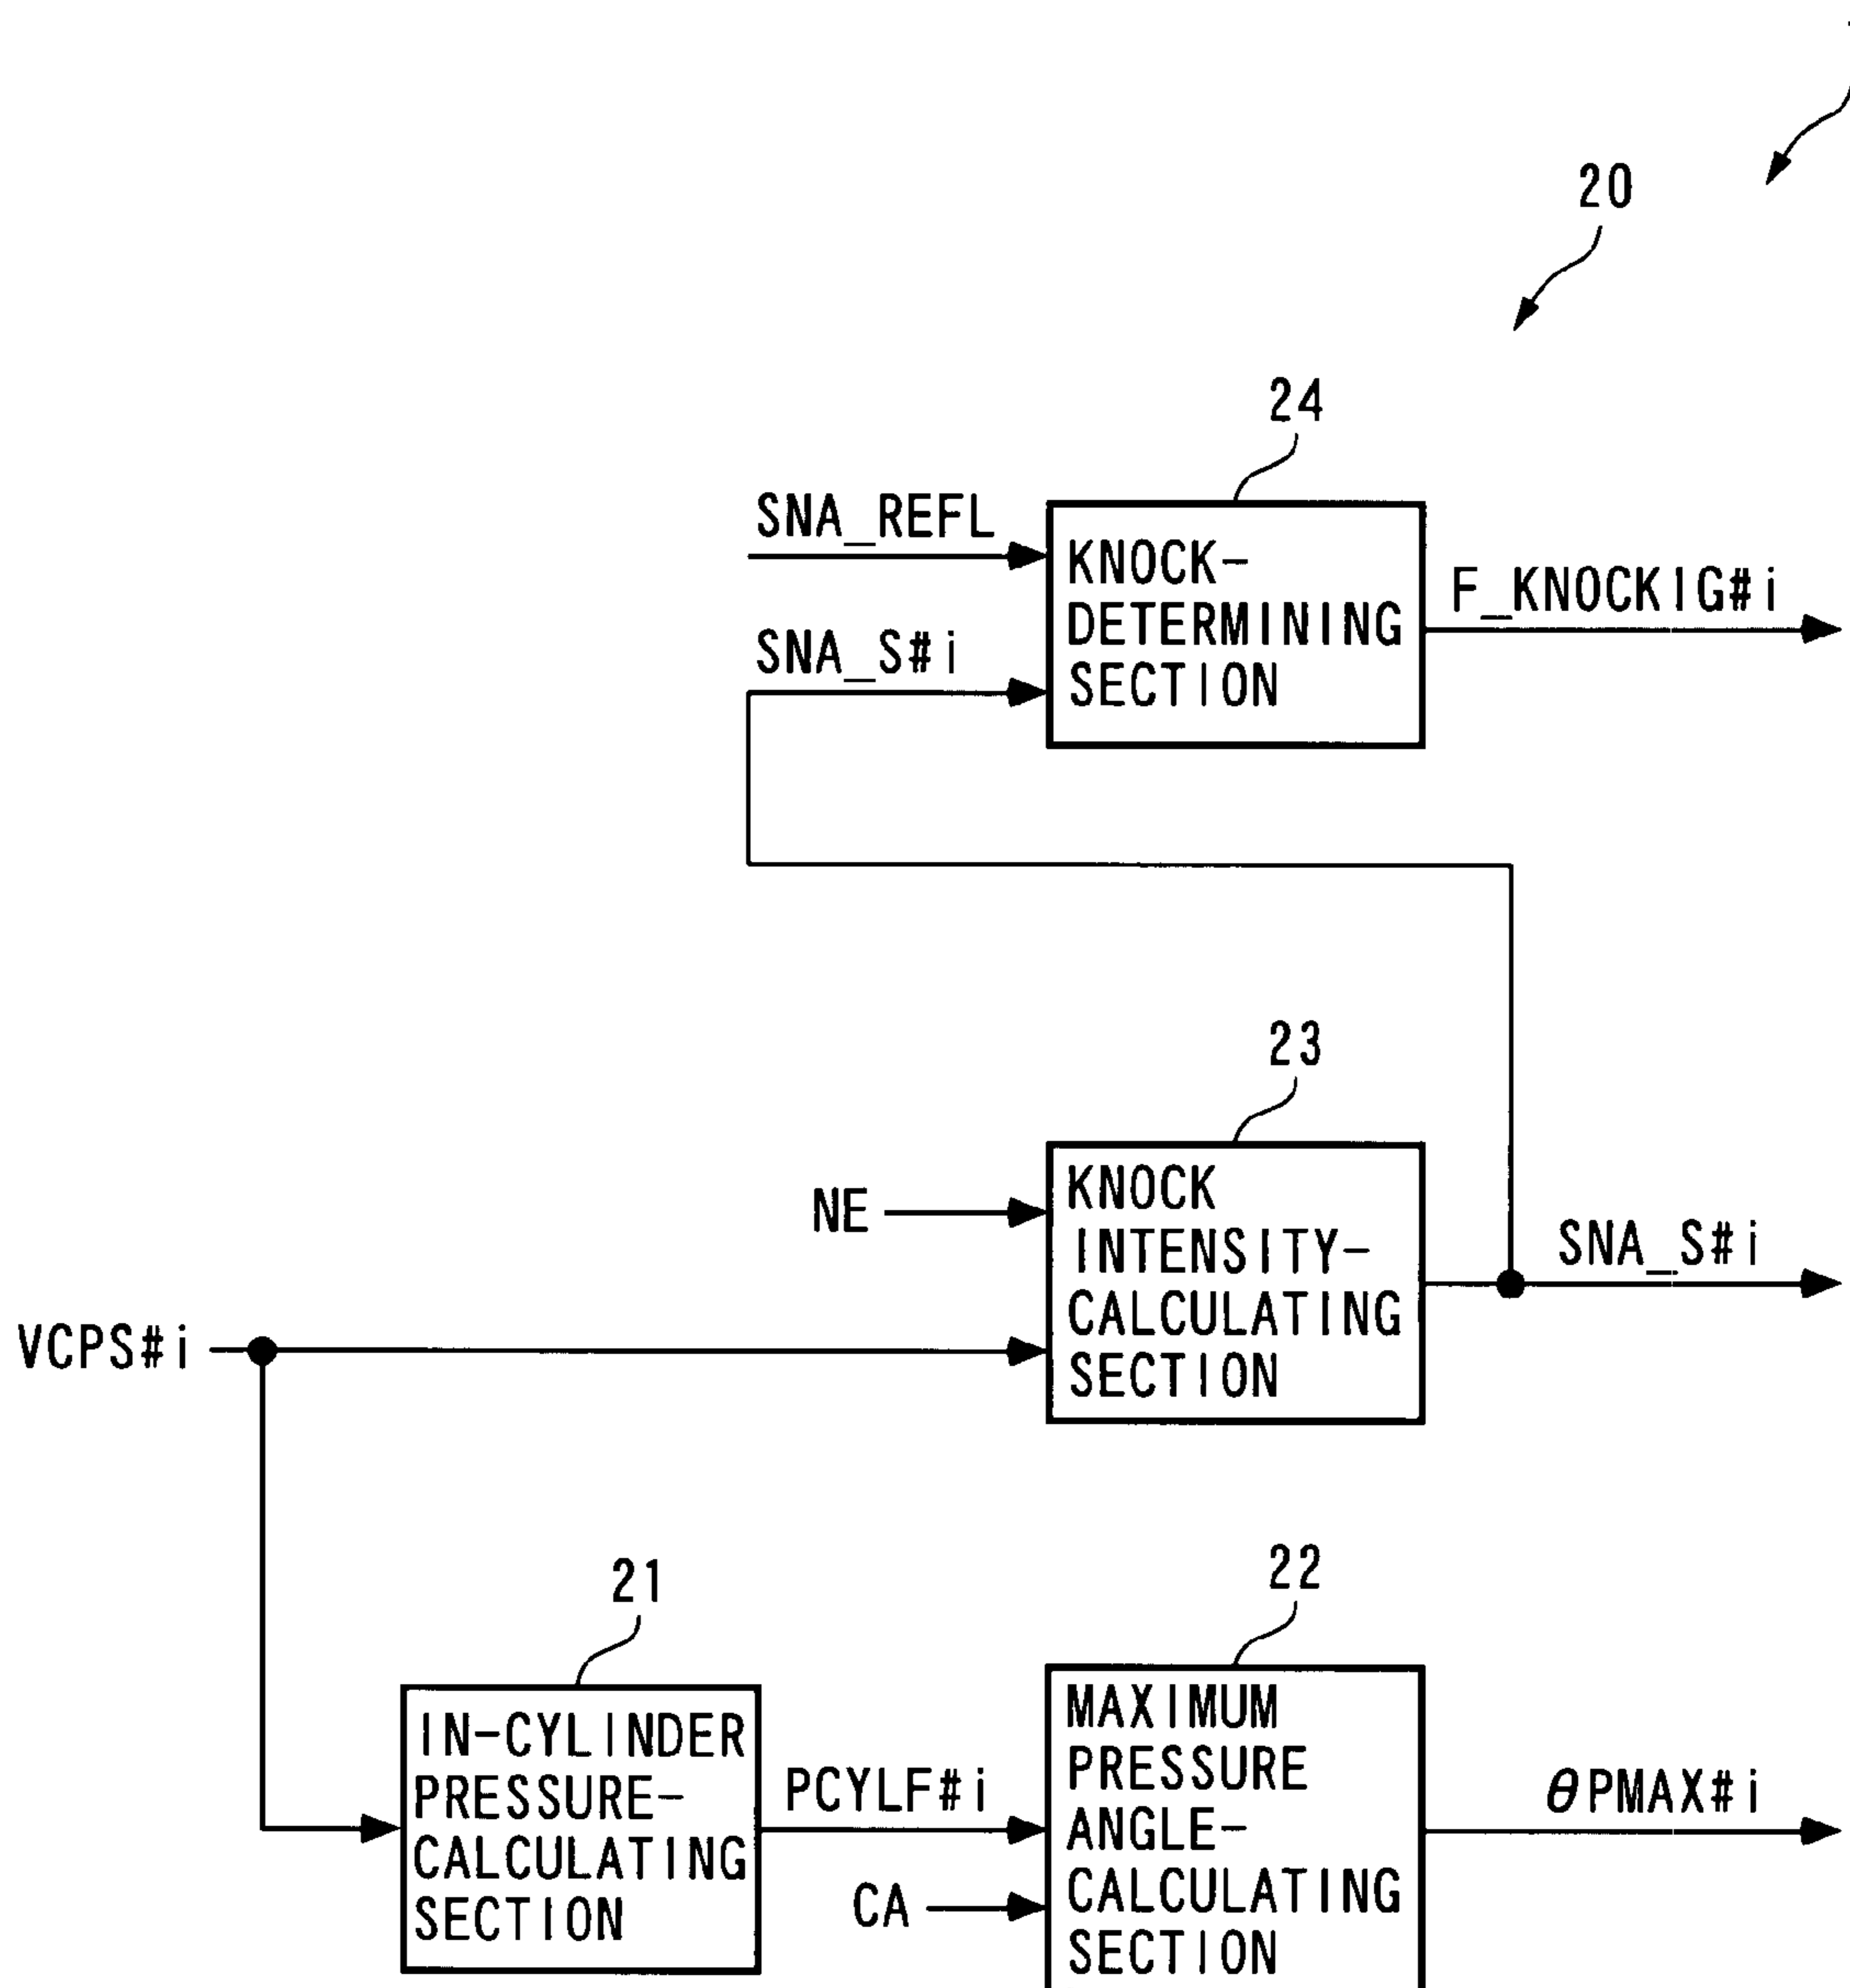 20
24
SNA_REFL
KNOCK-
DETERMINING
SECTION
F_KNOCKIG#i
SNA_S#i
23
NE
KNOCK
INTENSITY-
CALCULATING
SECTION
SNA_S#i
VCPS#i
21
22
IN-CYLINDER
PRESSURE-
CALCULATING
SECTION
PCYLF#i
CA
MAXIMUM
PRESSURE
ANGLE-
CALCULATING
SECTION
θPMAX#i